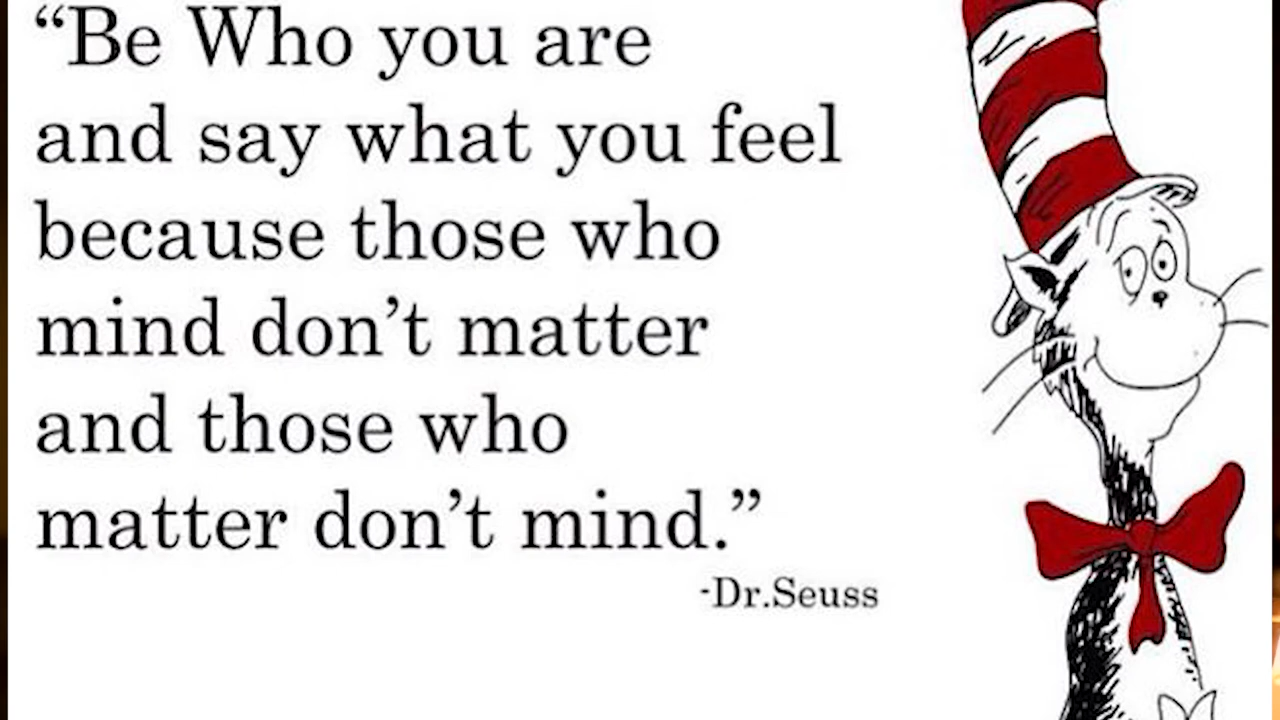 “Be Who you are
and say what you feel
because those who
mind don’t matter
and those who
matter don’t mind.”
-Dr.Seuss